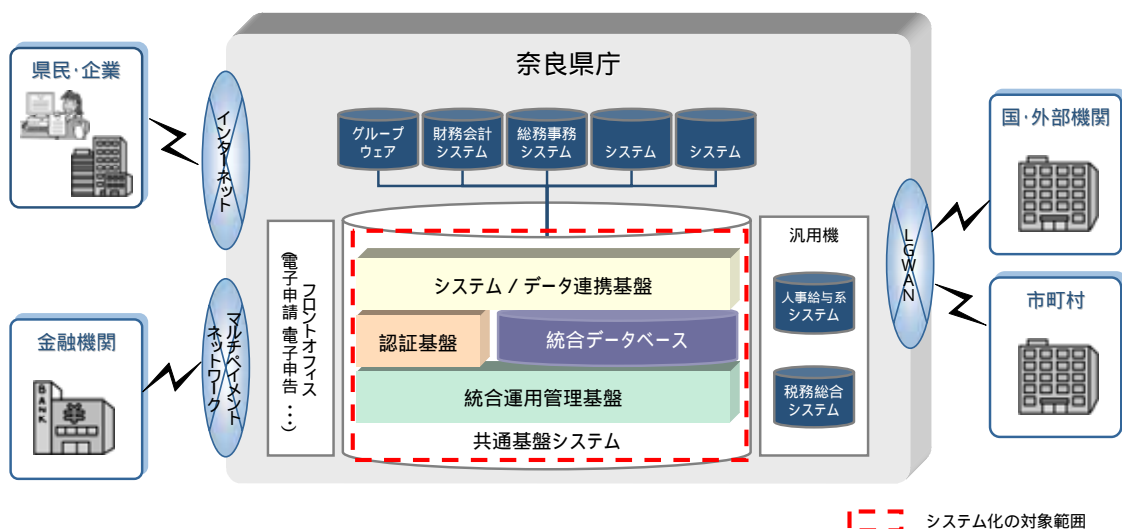 奈良県庁
県民・企業
インターネット
グループ
ウェア
財務会計
システム
総務事務
システム
システム
システム
国・外部機関
LGWAN
市町村
金融機関
BANK
マルチペイメント
ネットワーク
フロントオフィス
(電子申請、電子申告…)
システム / データ連携基盤
認証基盤
統合データベース
統合運用管理基盤
共通基盤システム
汎用機
人事給与系
システム
税務総合
システム
システム化の対象範囲